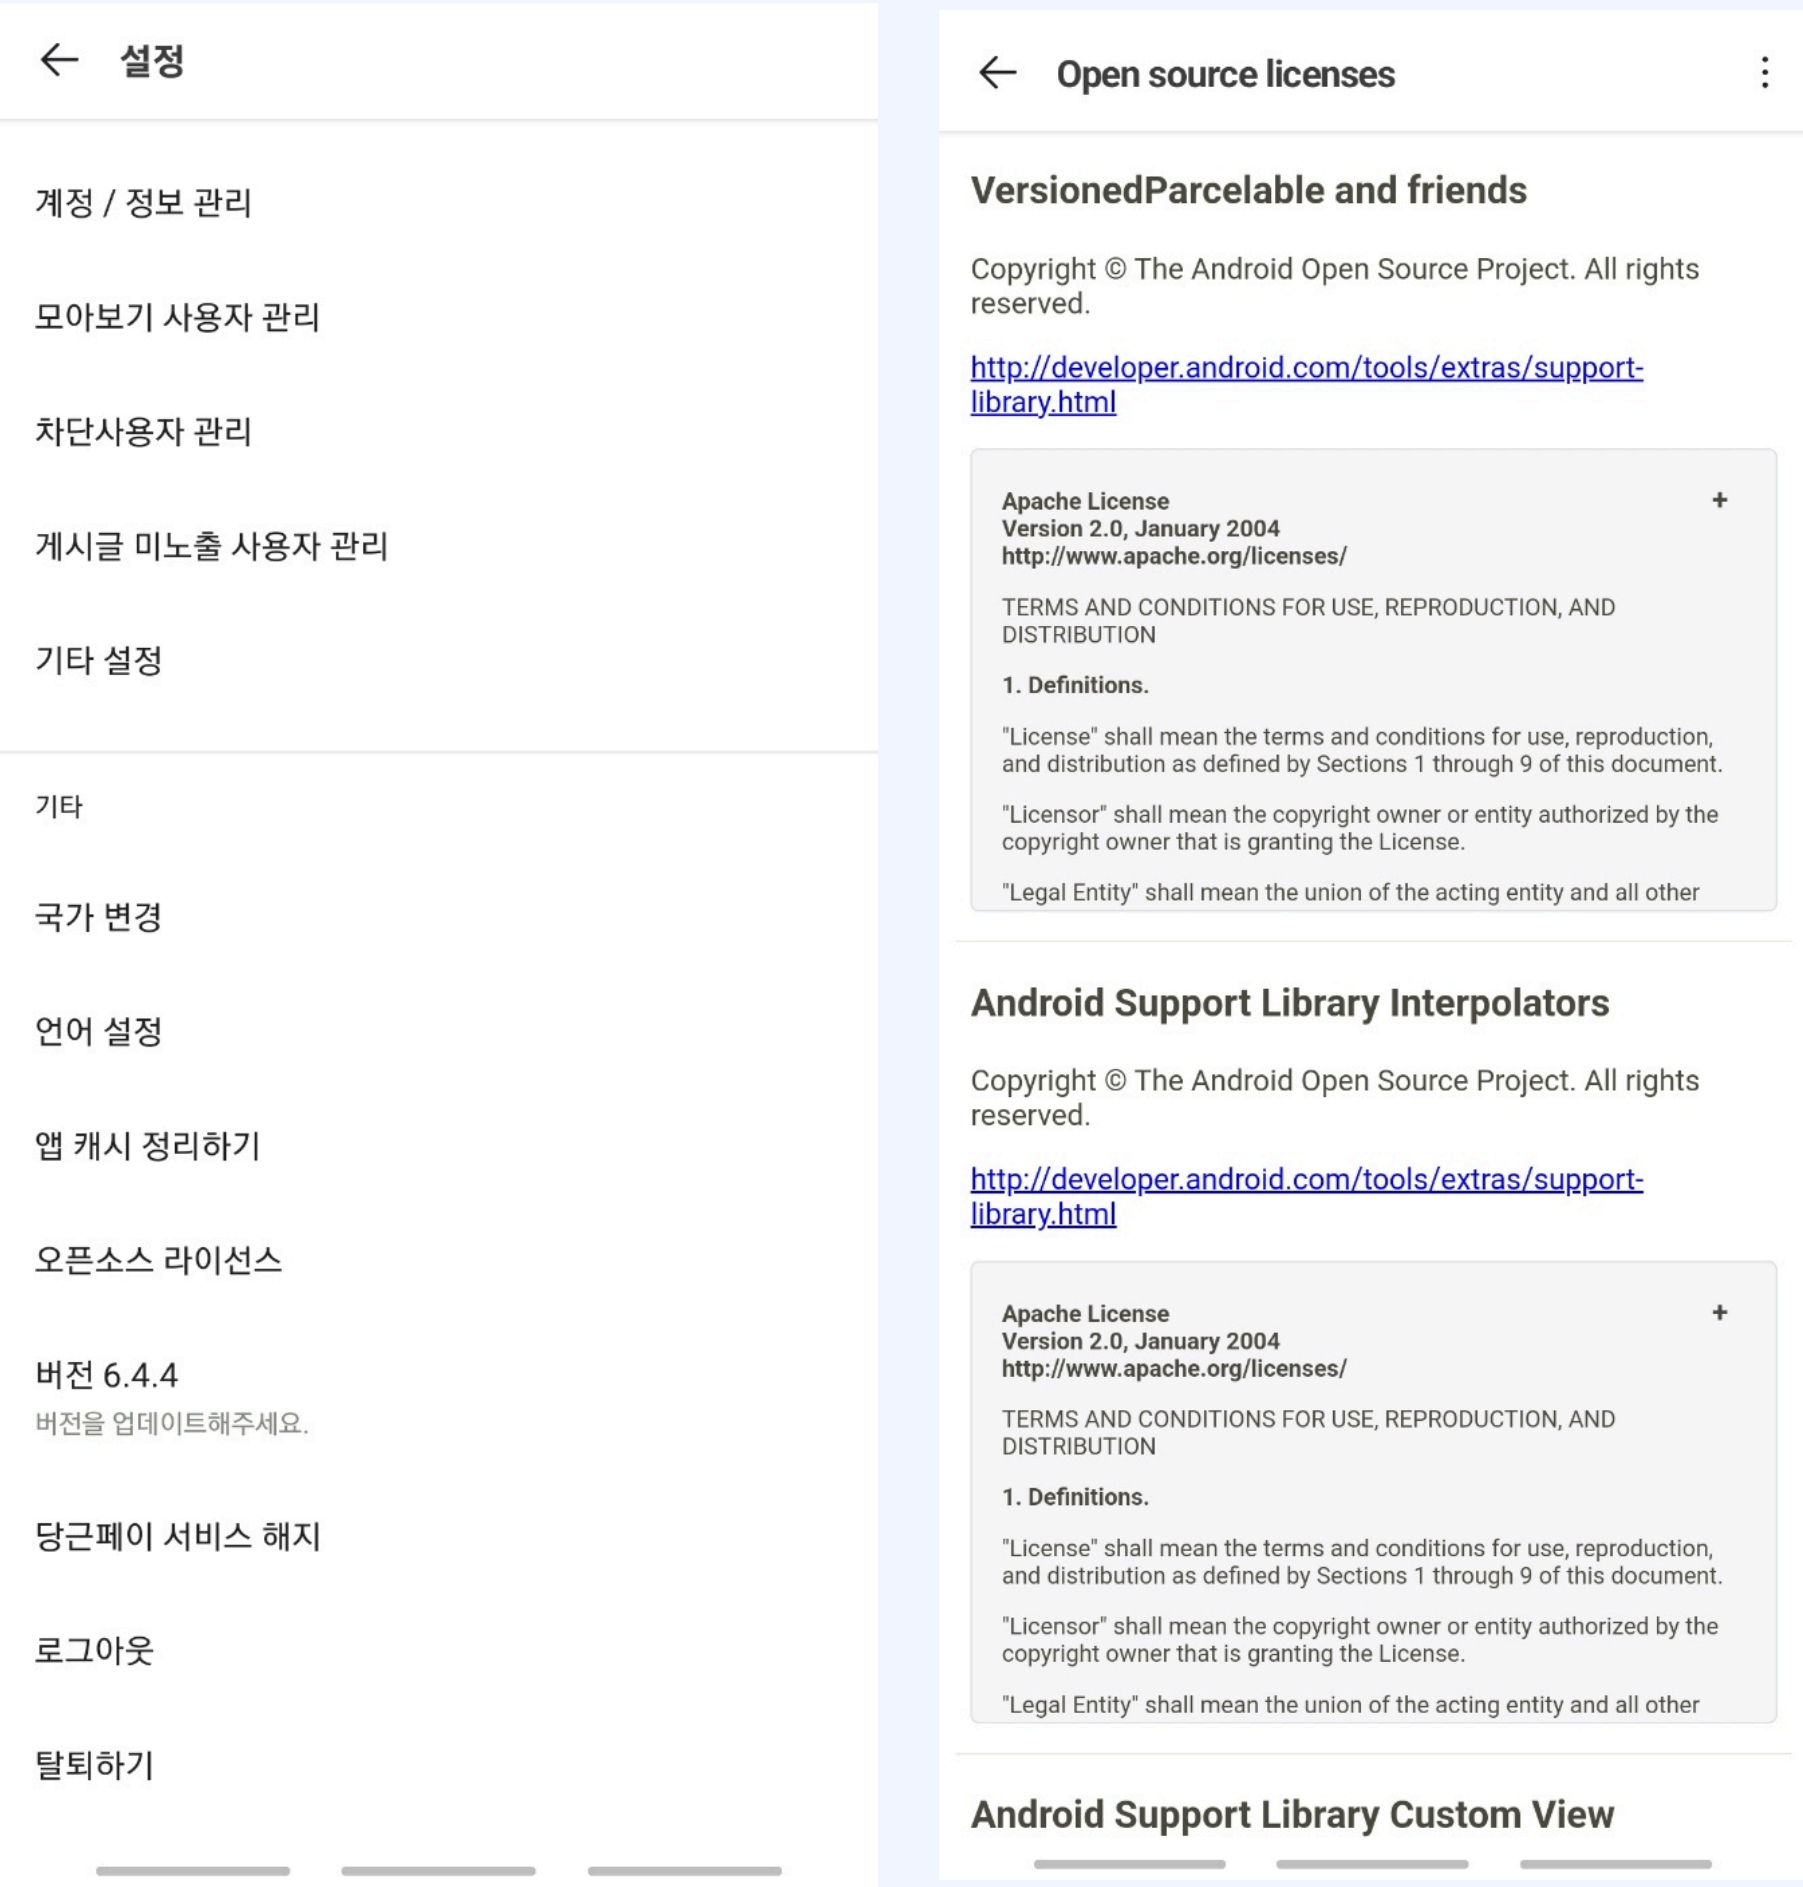 설정
계정 / 정보 관리
모아보기 사용자 관리
차단사용자 관리
게시글 미노출 사용자 관리
기타 설정
기타
국가 변경
언어 설정
앱 캐시 정리하기
오픈소스 라이선스
버전 6.4.4
버전을 업데이트해주세요.
당근페이 서비스 해지
로그아웃
탈퇴하기
Open source licenses
VersionedParcelable and friends
Copyright © The Android Open Source Project. All rights
reserved.
http://developer.android.com/tools/extras/support-
library.html
Apache License
Version 2.0, January 2004
http://www.apache.org/licenses/
TERMS AND CONDITIONS FOR USE, REPRODUCTION, AND
DISTRIBUTION
1. Definitions.
"License" shall mean the terms and conditions for use, reproduction,
and distribution as defined by Sections 1 through 9 of this document.
"Licensor" shall mean the copyright owner or entity authorized by the
copyright owner that is granting the License.
"Legal Entity" shall mean the union of the acting entity and all other
Android Support Library Interpolators
Copyright © The Android Open Source Project. All rights
reserved.
http://developer.android.com/tools/extras/support-
library.html
Apache License
Version 2.0, January 2004
http://www.apache.org/licenses/
TERMS AND CONDITIONS FOR USE, REPRODUCTION, AND
DISTRIBUTION
1. Definitions.
"License" shall mean the terms and conditions for use, reproduction,
and distribution as defined by Sections 1 through 9 of this document.
"Licensor" shall mean the copyright owner or entity authorized by the
copyright owner that is granting the License.
"Legal Entity" shall mean the union of the acting entity and all other
Android Support Library Custom View